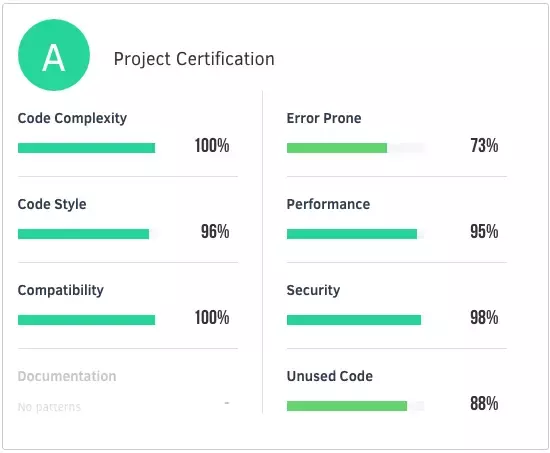 A
Project Certification
Code Complexity
100%
Code Style
96%
Compatibility
100%
Documentation
No patterns
-
Error Prone
73%
Performance
95%
Security
98%
Unused Code
88%